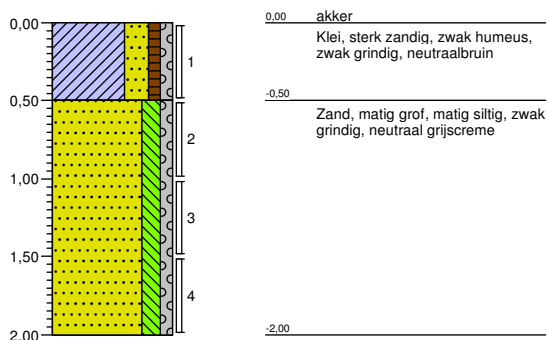 0,00
0,50
1,00
1,50
2,00
1
2
3
4
0,00 akker
Klei, sterk zandig, zwak humeus,
zwak grindig, neutraalbruin
-0,50
Zand, matig grof, matig siltig, zwak
grindig, neutraal grijscreme
-2,00